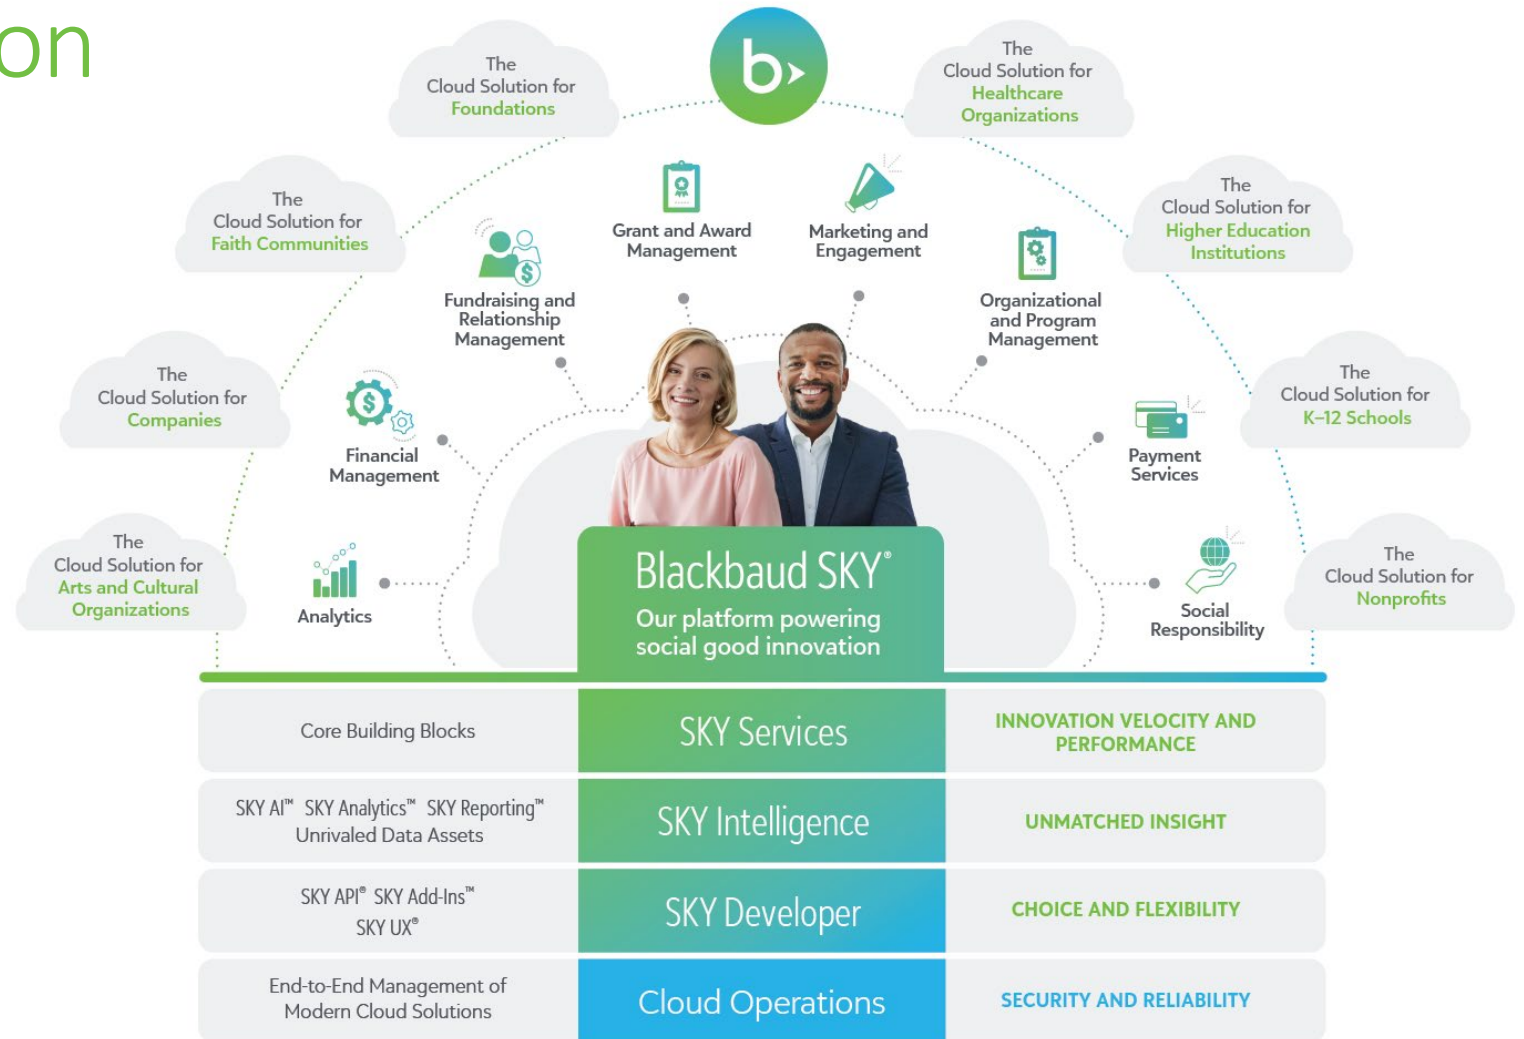 on
b
The
Cloud Solution for
Foundations
The
Cloud Solution for
Healthcare
Organizations
The
Cloud Solution for
Faith Communities
Grant and Award
Management
Marketing and
Engagement
The
Cloud Solution for
Higher Education
Institutions
Fundraising and
Relationship
Management
Organizational
and Program
Management
The
Cloud Solution for
Companies
Financial
Management
Payment
Services
The
Cloud Solution for
K–12 Schools
The
Cloud Solution for
Arts and Cultural
Organizations
Analytics
Blackbaud SKY®
Our platform powering
social good innovation
Social
Responsibility
The
Cloud Solution for
Nonprofits
Core Building Blocks
SKY Services
INNOVATION VELOCITY AND
PERFORMANCE
SKY AI™ SKY Analytics™ SKY Reporting™
Unrivaled Data Assets
SKY Intelligence
UNMATCHED INSIGHT
SKY API® SKY Add-Ins™
SKY UX®
SKY Developer
CHOICE AND FLEXIBILITY
End-to-End Management of
Modern Cloud Solutions
Cloud Operations
SECURITY AND RELIABILITY